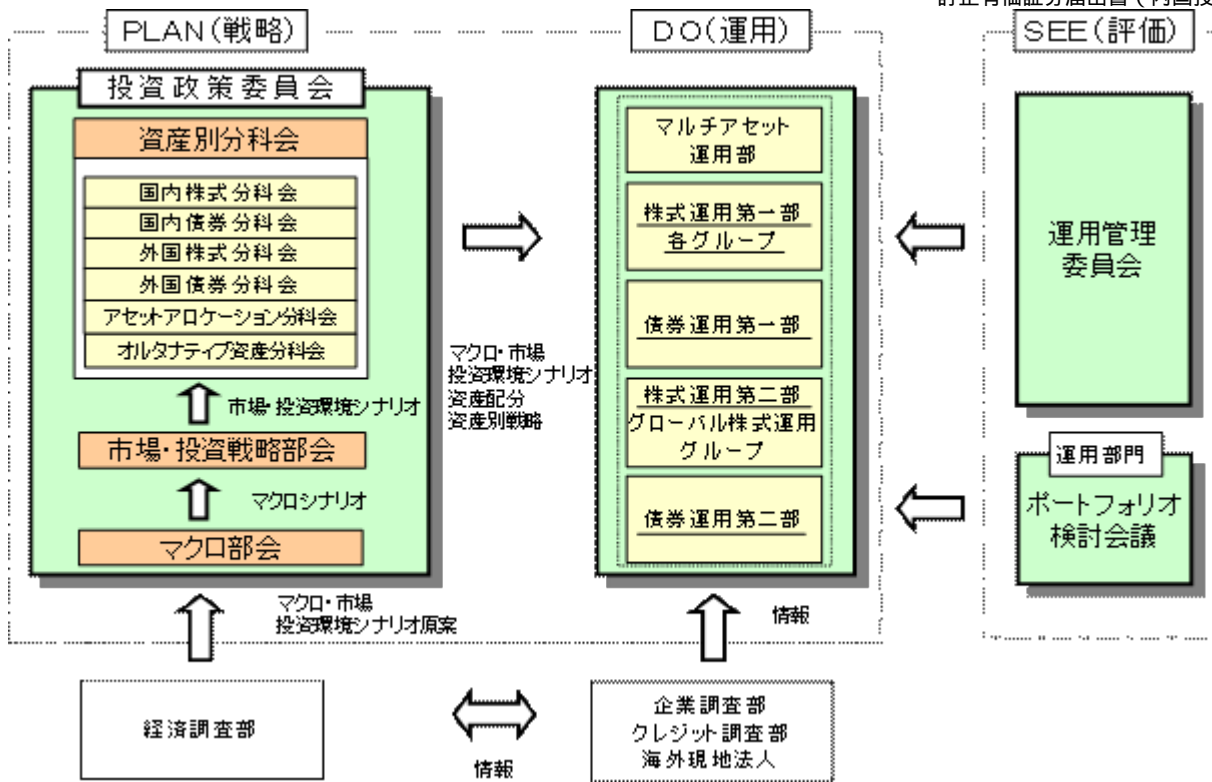 PLAN(戦略)
投資政策委員会
資産別分科会
国内株式分科会
国内債券分科会
外国株式分科会
外国債券分科会
アセットアロケーション分科会
オルタナティブ資産分科会
市場・投資環境シナリオ
市場・投資戦略部会
マクロシナリオ
マクロ部会
マクロ・市場
投資環境シナリオ原案
経済調査部
マクロ・市場
投資環境シナリオ
資産配分
資産別戦略
情報
DO(運用)
マルチアセット
運用部
株式運用第一部
各グループ
債券運用第一部
株式運用第二部
グローバル株式運用
グループ
債券運用第二部
情報
企業調査部
クレジット調査部
海外現地法人
SEE(評価)
運用管理
委員会
運用部門
ポートフォリオ
検討会議